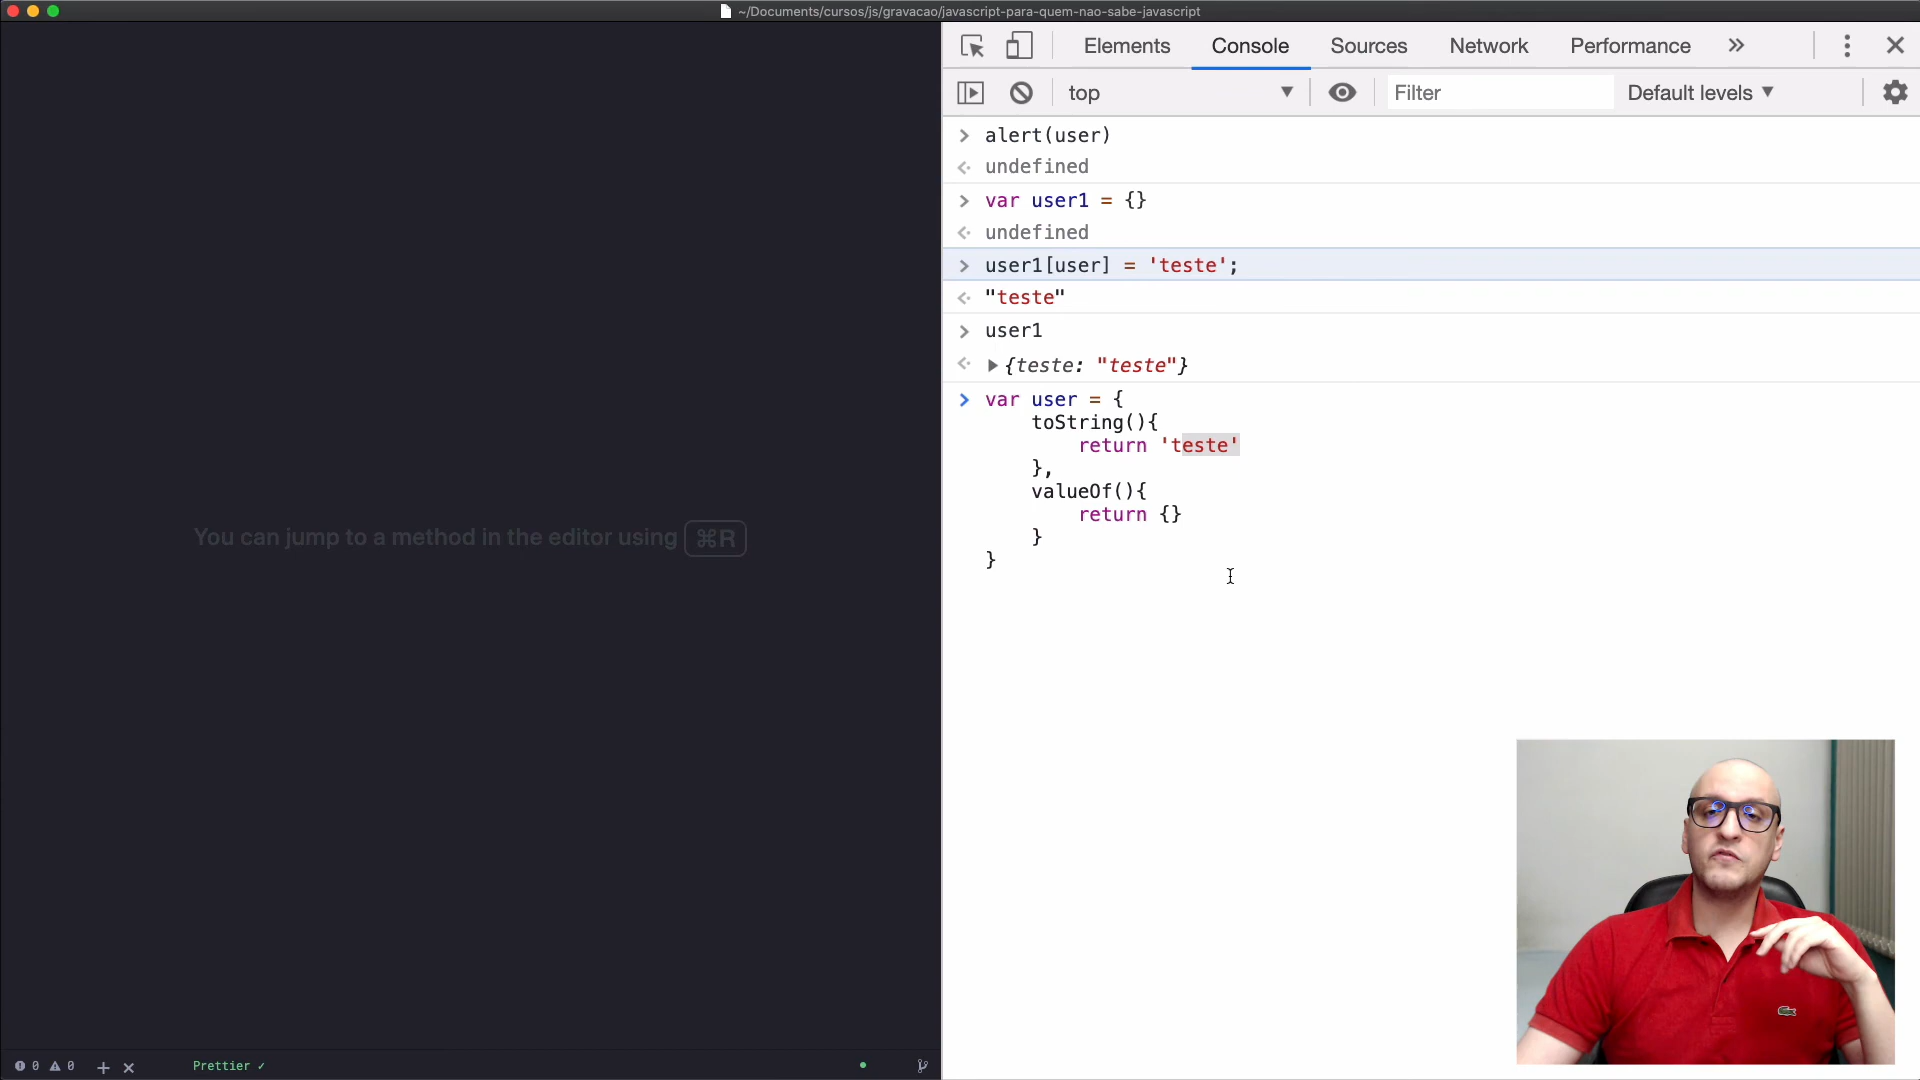 ~/Documents/cursos/js/gravacao/javascript-para-quem-nao-sabe-javascript
Elements Console Sources Network Performance »
top Filter Default levels
> alert(user)
undefined
> var user1 = {}
undefined
> user1[user] = 'teste';
"teste"
> user1
{teste: "teste"}
> var user = {
toString(){
return 'teste'
},
valueOf(){
return {}
}
}
You can jump to a method in the editor using ⌘R
0 0 + × Prettier ✓